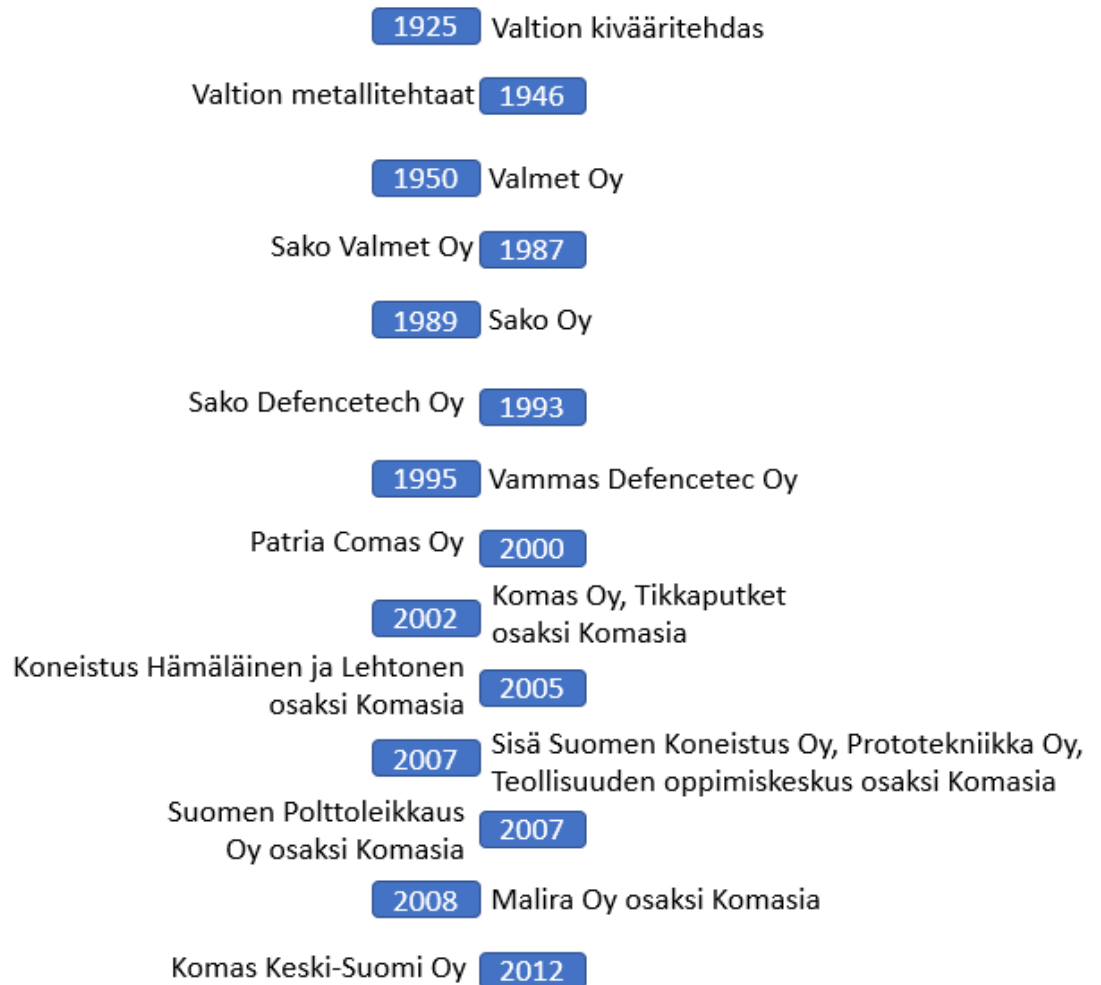 1925 Valtion kivääritehdas
Valtion metallitehtaat 1946
1950 Valmet Oy
Sako Valmet Oy 1987
1989 Sako Oy
Sako Defencetech Oy 1993
1995 Vammas Defencetec Oy
Patria Comas Oy 2000
2002 Komas Oy, Tikkaputket
osaksi Komasia
Koneistus Hämäläinen ja Lehtonen
osaksi Komasia 2005
2007 Sisä Suomen Koneistus Oy, Prototekniikka Oy,
Teollisuuden oppimiskeskus osaksi Komasia
Suomen Polttoleikkaus
Oy osaksi Komasia 2007
2008 Malira Oy osaksi Komasia
Komas Keski-Suomi Oy 2012